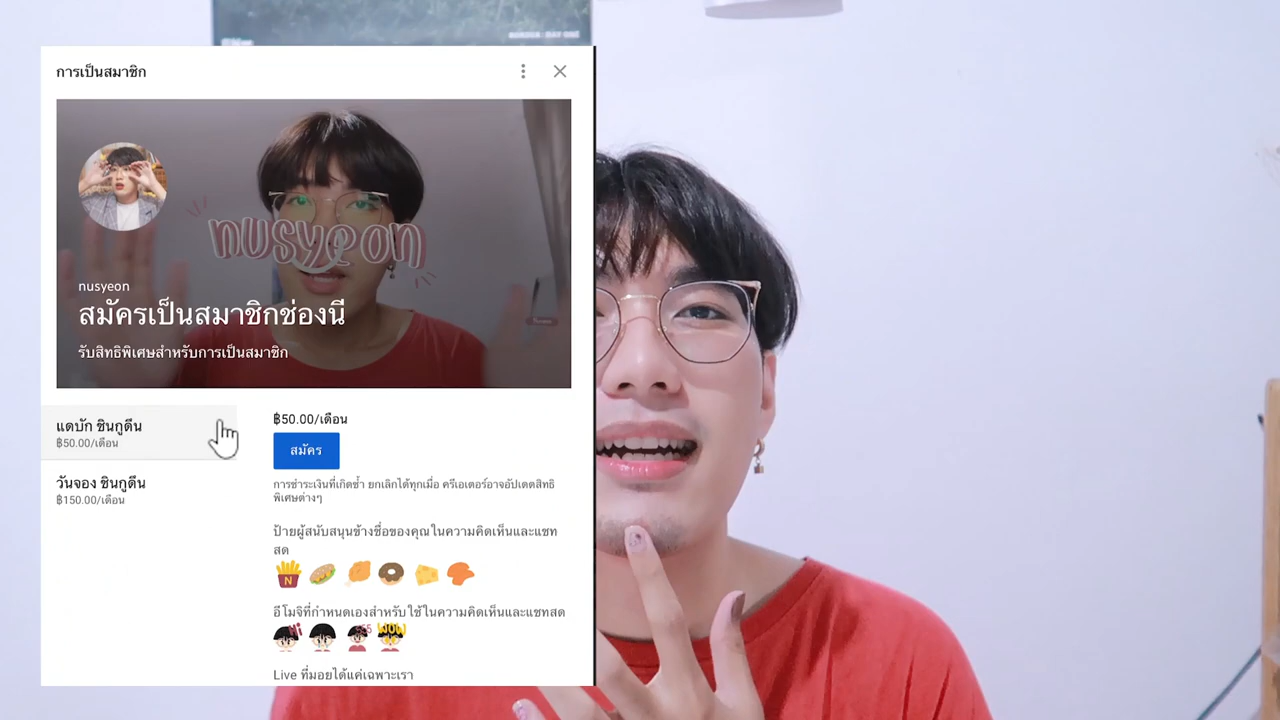 การเป็นสมาชิก
nusyeon
nusyeon
สมัครเป็นสมาชิกช่องนี้
รับสิทธิพิเศษสำหรับการเป็นสมาชิก
แดบัก ชินกูดึน
฿50.00/เดือน
วันจอง ชินกูดึน
฿150.00/เดือน
฿50.00/เดือน
สมัคร
การชำระเงินที่เกิดซ้ำ ยกเลิกได้ทุกเมื่อ ครีเอเตอร์อาจอัปเดตสิทธิ
พิเศษต่างๆ
ป้ายผู้สนับสนุนข้างชื่อของคุณในความคิดเห็นและแชท
สด
N
อีโมจิที่กำหนดเองสำหรับใช้ในความคิดเห็นและแชทสด
Hi
WOW
Live ที่มอยได้แค่เฉพาะเรา